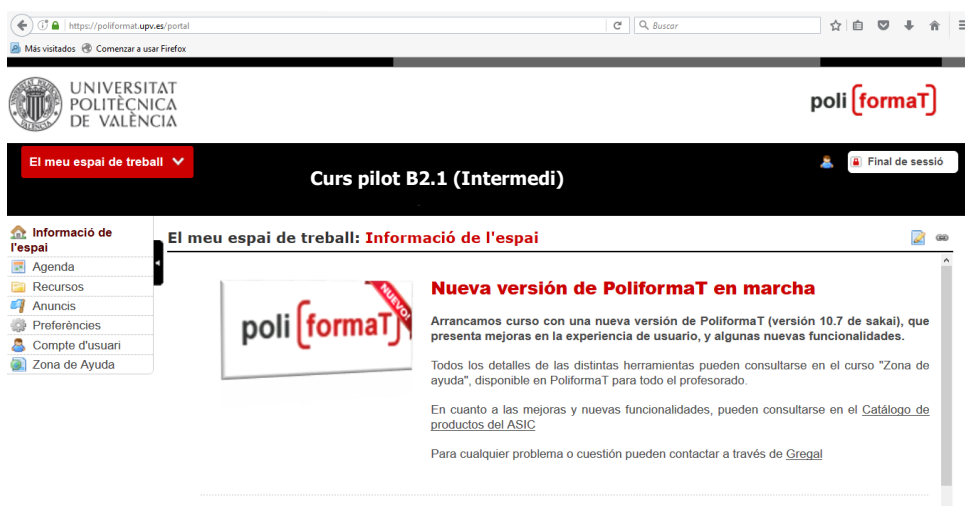 https://poliformat.upv.es/portal
Buscar
Más visitados Comenzar a usar Firefox
UNIVERSITAT
POLITÈCNICA
DE VALÈNCIA
poli[formaT]
El meu espai de treball
Final de sessió
Curs pilot B2.1 (Intermedi)
Informació de
l'espai
Agenda
Recursos
Anuncis
Preferències
Compte d'usuari
Zona de Ayuda
El meu espai de treball: Informació de l'espai
NUEVO!
poli[formaT]
Nueva versión de PoliformaT en marcha
Arrancamos curso con una nueva versión de PoliformaT (versión 10.7 de sakai), que
presenta mejoras en la experiencia de usuario, y algunas nuevas funcionalidades.
Todos los detalles de las distintas herramientas pueden consultarse en el curso "Zona de
ayuda", disponible en PoliformaT para todo el profesorado.
En cuanto a las mejoras y nuevas funcionalidades, pueden consultarse en el Catálogo de
productos del ASIC
Para cualquier problema o cuestión pueden contactar a través de Gregal